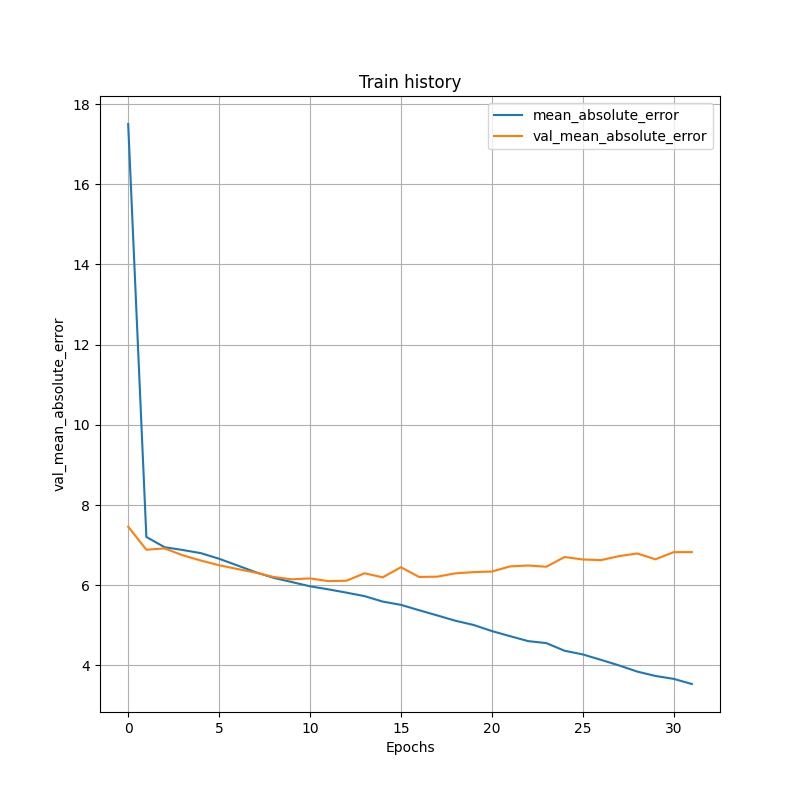 Train history
mean_absolute_error
val_mean_absolute_error
val_mean_absolute_error
18
16
14
12
10
8
6
4
0 5 10 15 20 25 30
Epochs